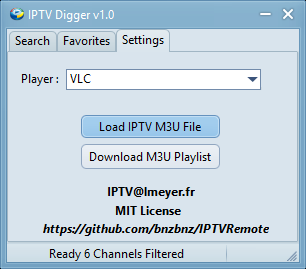 IPTV Digger v1.0
Search Favorites Settings
Player : VLC
Load IPTV M3U File
Download M3U Playlist
IPTV@lmeyer.fr
MIT License
https://github.com/bnzbnz/IPTVRemote
Ready 6 Channels Filtered